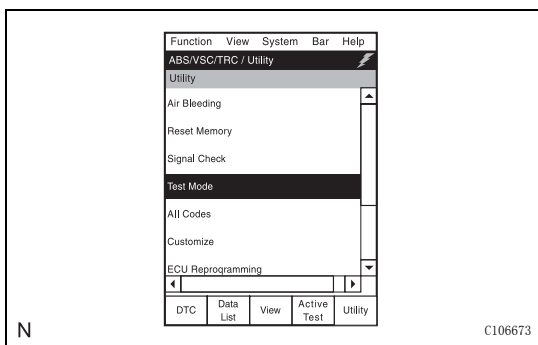 Function View System Bar Help
ABS/VSC/TRC / Utility
Utility
Air Bleeding
Reset Memory
Signal Check
Test Mode
All Codes
Customize
ECU Reprogramming
DTC Data List View Active Test Utility
N C106673